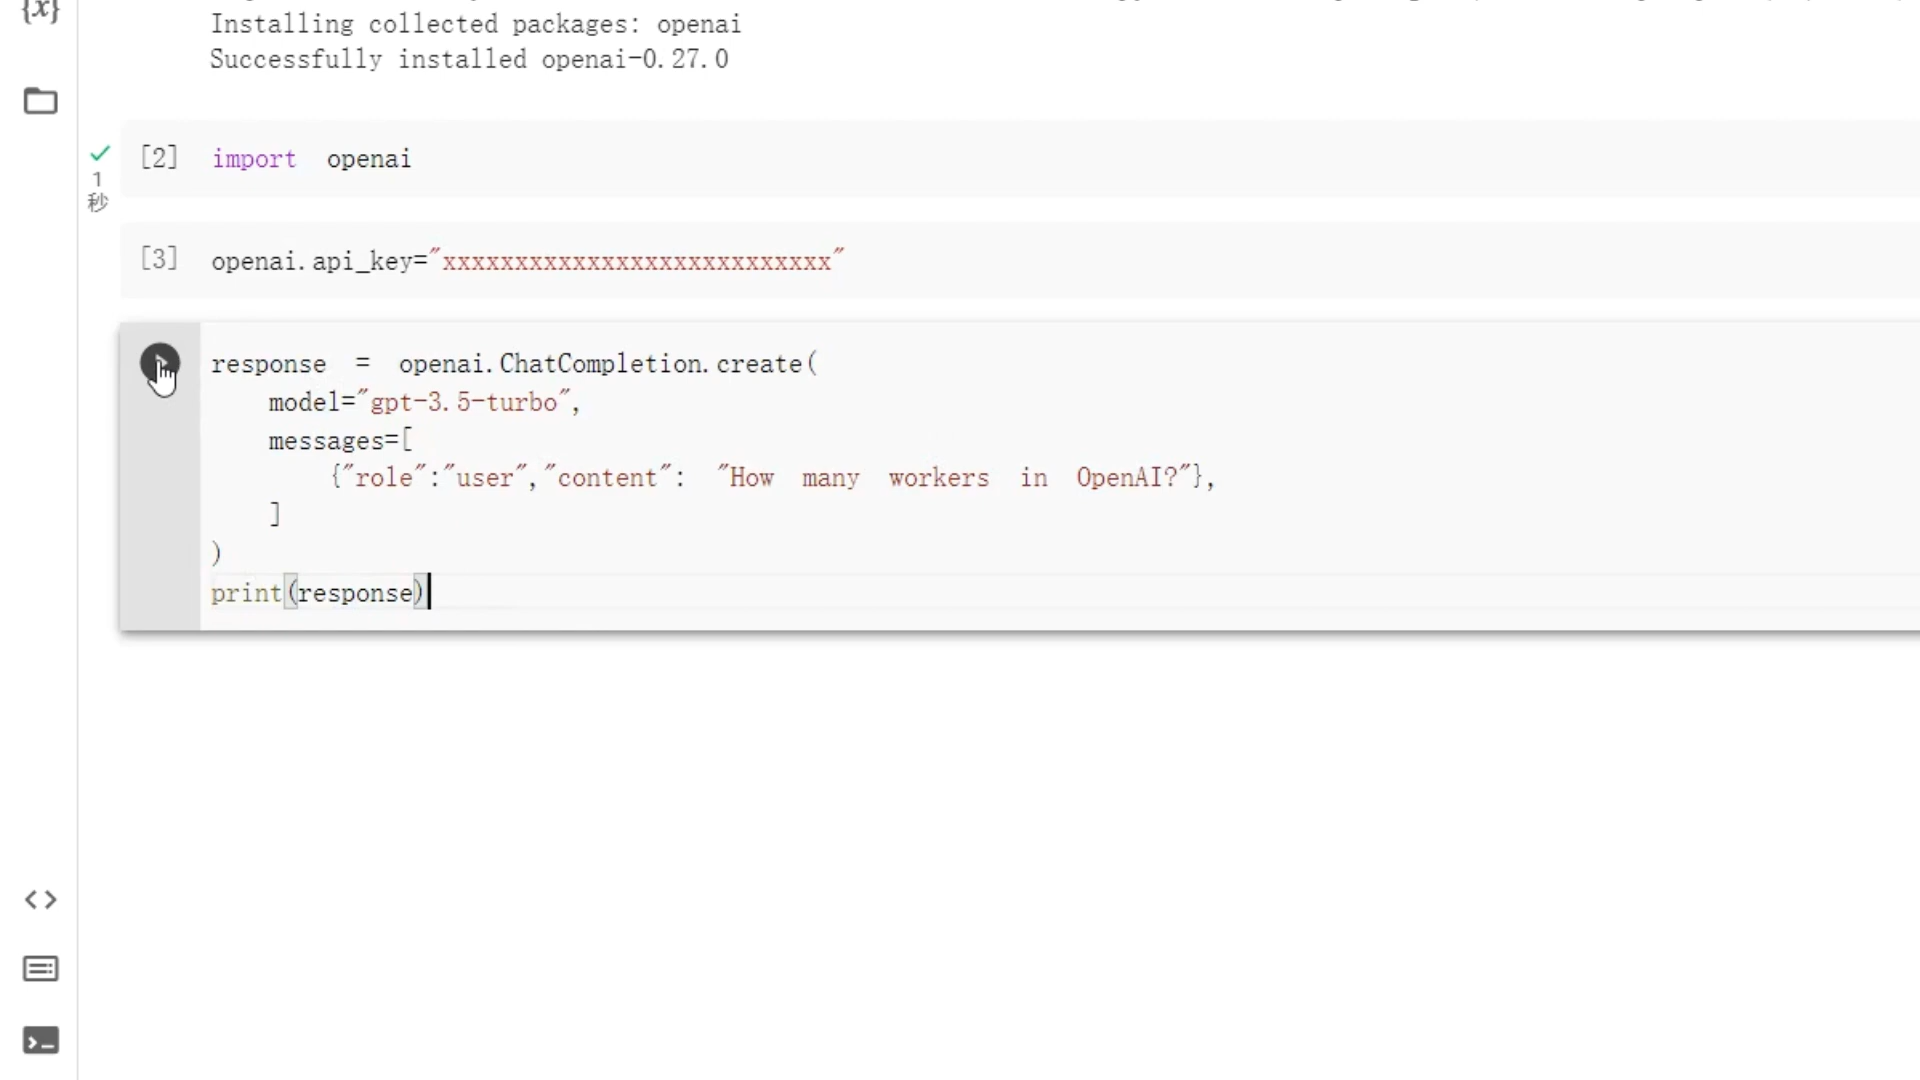 {x}
Installing collected packages: openai
Successfully installed openai-0.27.0
[2] import openai
1
秒
[3] openai.api_key="xxxxxxxxxxxxxxxxxxxxxxxxxxx"
response = openai.ChatCompletion.create(
model="gpt-3.5-turbo",
messages=[
{"role":"user","content": "How many workers in OpenAI?"},
]
)
print(response)